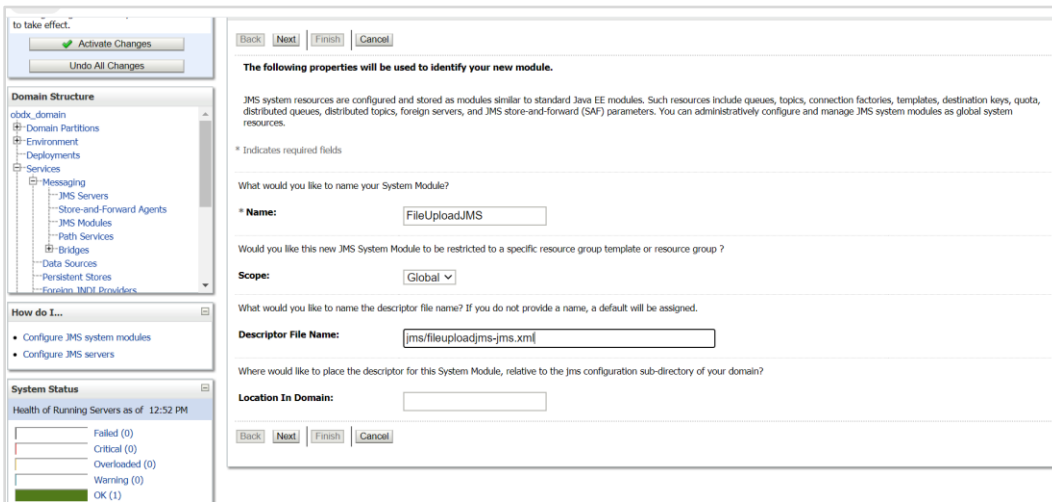 to take effect.
Activate Changes
Undo All Changes
Domain Structure
obdx_domain
Domain Partitions
Environment
Deployments
Services
Messaging
JMS Servers
Store-and-Forward Agents
JMS Modules
Path Services
Bridges
Data Sources
Persistent Stores
Foreign JNDI Providers
How do I...
Configure JMS system modules
Configure JMS servers
System Status
Health of Running Servers as of 12:52 PM
Failed (0)
Critical (0)
Overloaded (0)
Warning (0)
OK (1)
Back Next Finish Cancel
The following properties will be used to identify your new module.
JMS system resources are configured and stored as modules similar to standard Java EE modules. Such resources include queues, topics, connection factories, templates, destination keys, quota,
distributed queues, distributed topics, foreign servers, and JMS store-and-forward (SAF) parameters. You can administratively configure and manage JMS system modules as global system
resources.
* Indicates required fields
What would you like to name your System Module?
* Name: FileUploadJMS
Would you like this new JMS System Module to be restricted to a specific resource group template or resource group ?
Scope: Global
What would you like to name the descriptor file name? If you do not provide a name, a default will be assigned.
Descriptor File Name: jms/fileuploadjms-jms.xml
Where would like to place the descriptor for this System Module, relative to the jms configuration sub-directory of your domain?
Location In Domain:
Back Next Finish Cancel